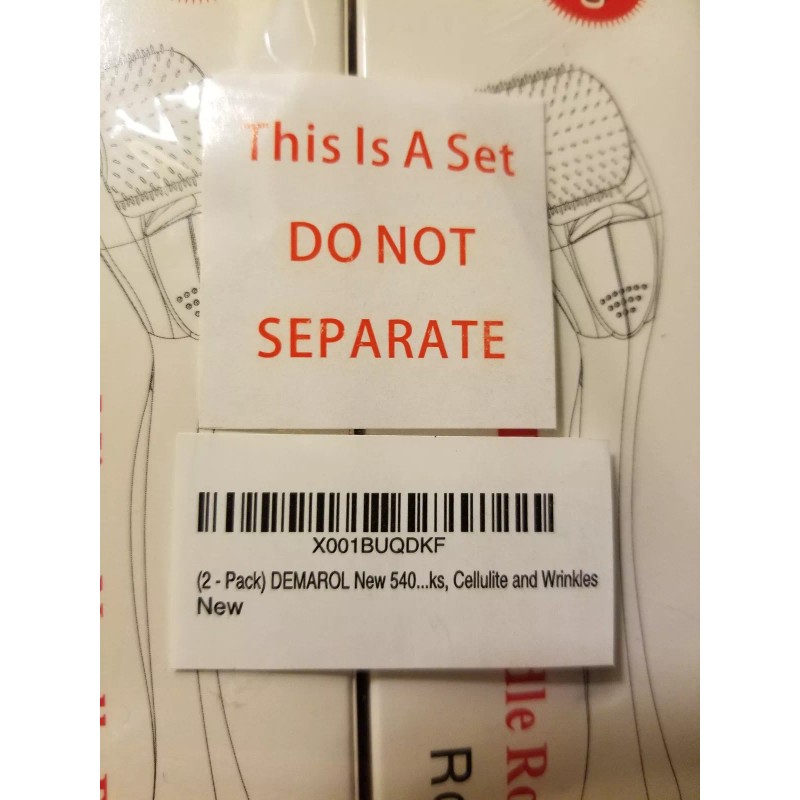 This Is A Set
DO NOT
SEPARATE
X001BUQDKF
(2 - Pack) DEMAROL New 540...ks, Cellulite and Wrinkles
New